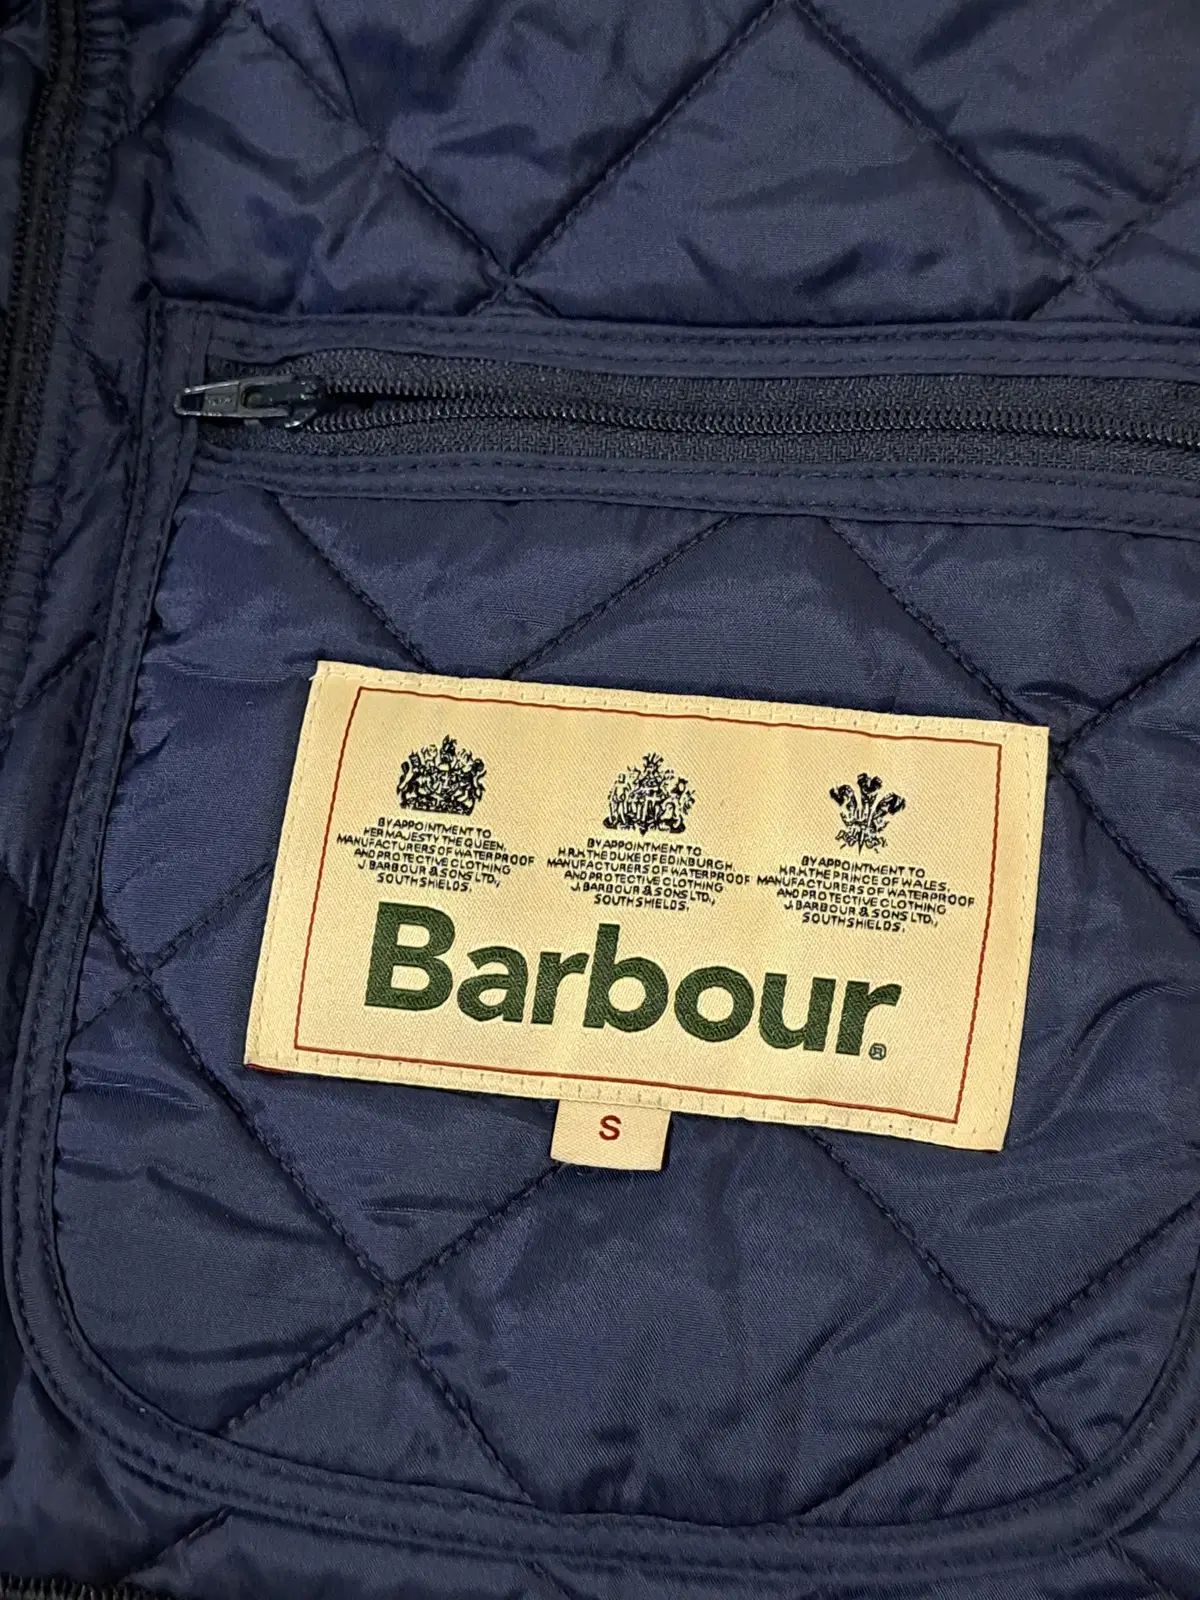 BY APPOINTMENT TO
HER MAJESTY THE QUEEN.
MANUFACTURERS OF WATERPROOF
AND PROTECTIVE CLOTHING
J. BARBOUR & SONS LTD.,
SOUTH SHIELDS.
BY APPOINTMENT TO
H.R.H. THE DUKE OF EDINBURGH.
MANUFACTURERS OF WATERPROOF
AND PROTECTIVE CLOTHING
J. BARBOUR & SONS LTD.,
SOUTH SHIELDS.
BY APPOINTMENT TO
H.R.H. THE PRINCE OF WALES.
MANUFACTURERS OF WATERPROOF
AND PROTECTIVE CLOTHING
J. BARBOUR & SONS LTD.,
SOUTH SHIELDS.
Barbour®
S